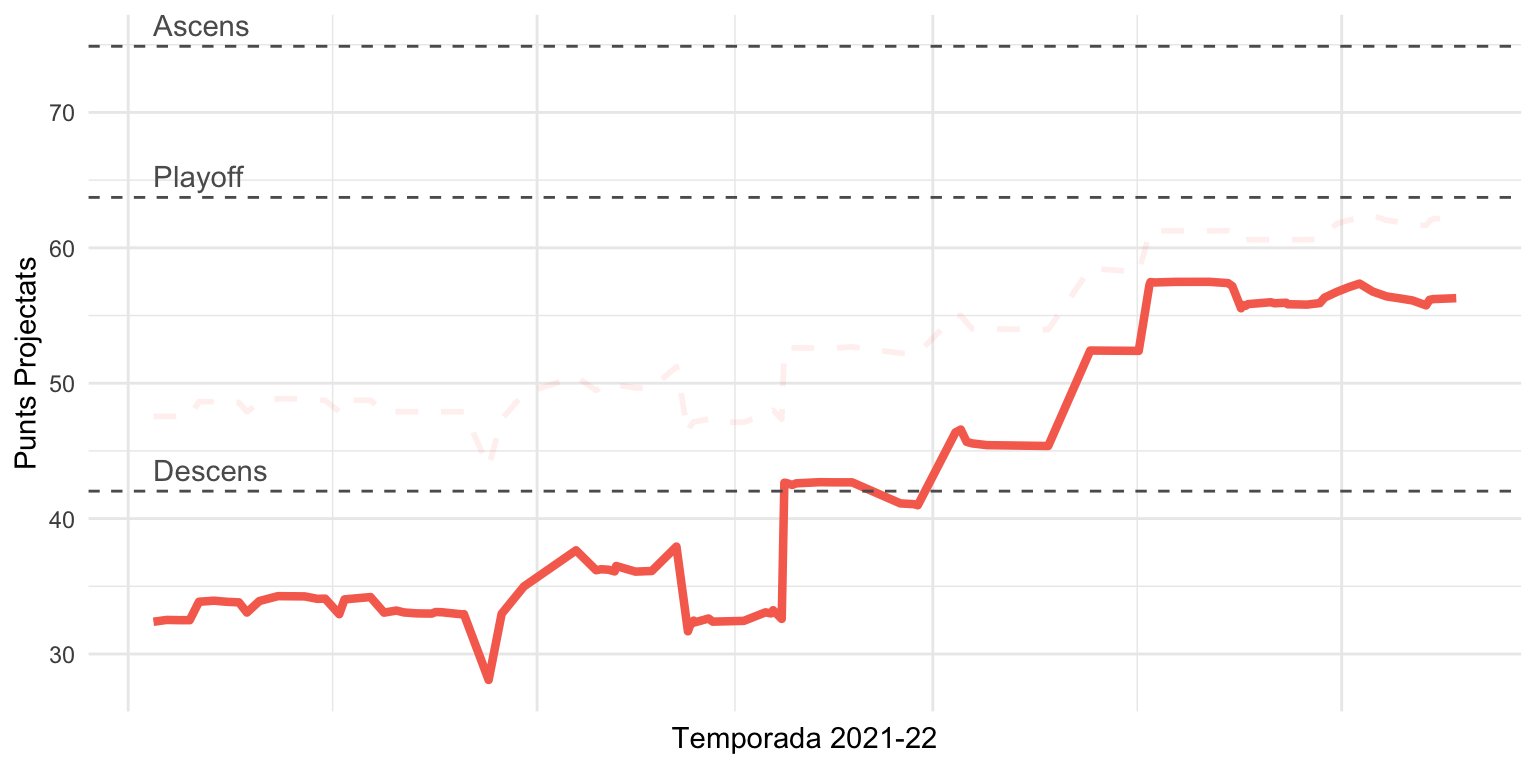 Ascens
70
Playoff
60
Punts Projectats
50
Descens
40
30
Temporada 2021-22